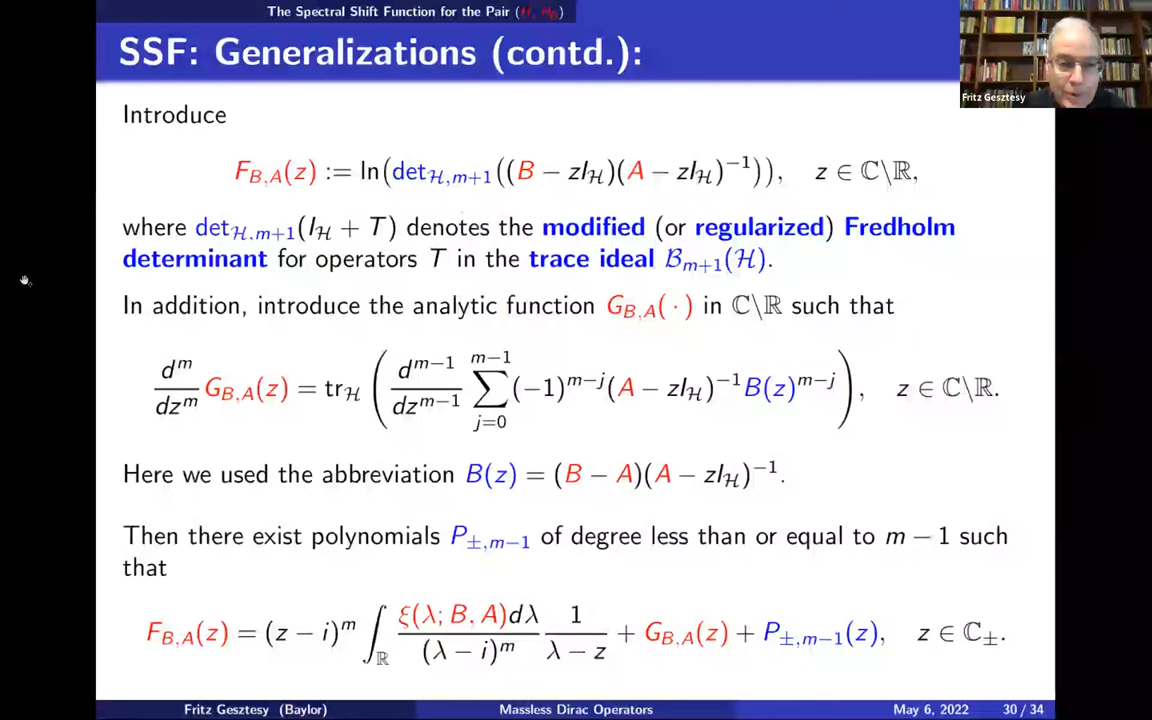 The Spectral Shift Function for the Pair (H, H₀)
SSF: Generalizations (contd.):
Fritz Gesztesy
Introduce
F_{B,A}(z) := ln(det_{ℋ,m+1}((B − zI_ℋ)(A − zI_ℋ)^{−1})), z ∈ ℂ\ℝ,
where det_{ℋ,m+1}(I_ℋ + T) denotes the modified (or regularized) Fredholm
determinant for operators T in the trace ideal ℬ_{m+1}(ℋ).
In addition, introduce the analytic function G_{B,A}(·) in ℂ\ℝ such that
d^m/dz^m G_{B,A}(z) = tr_ℋ ( d^{m−1}/dz^{m−1} ∑_{j=0}^{m−1} (−1)^{m−j}(A − zI_ℋ)^{−1}B(z)^{m−j} ), z ∈ ℂ\ℝ.
Here we used the abbreviation B(z) = (B − A)(A − zI_ℋ)^{−1}.
Then there exist polynomials P_{±,m−1} of degree less than or equal to m − 1 such
that
F_{B,A}(z) = (z − i)^m ∫_ℝ ξ(λ; B, A)dλ/(λ − i)^m 1/(λ − z) + G_{B,A}(z) + P_{±,m−1}(z), z ∈ ℂ_±.
Fritz Gesztesy (Baylor) Massless Dirac Operators May 6, 2022 30 / 34